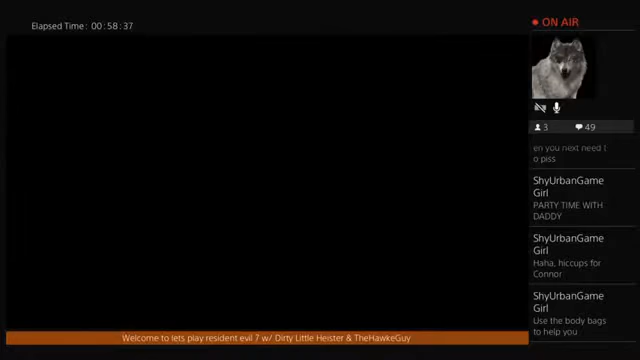 Elapsed Time : 00:58:37
ON AIR
3
49
en you next need t
o piss
ShyUrbanGame
Girl
PARTY TIME WITH
DADDY
ShyUrbanGame
Girl
Haha, hiccups for
Connor
ShyUrbanGame
Girl
Use the body bags
to help you
Welcome to lets play resident evil 7 w/ Dirty Little Heister & TheHawkeGuy